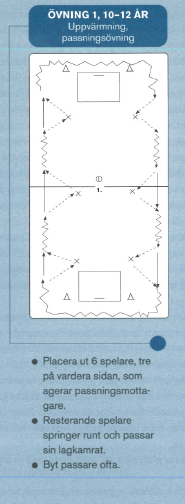 ÖVNING 1, 10–12 ÅR
Uppvärmning,
passningsövning
1.
● Placera ut 6 spelare, tre
på vardera sidan, som
agerar passningsmotta-
gare.
● Resterande spelare
springer runt och passar
sin lagkamrat.
● Byt passare ofta.